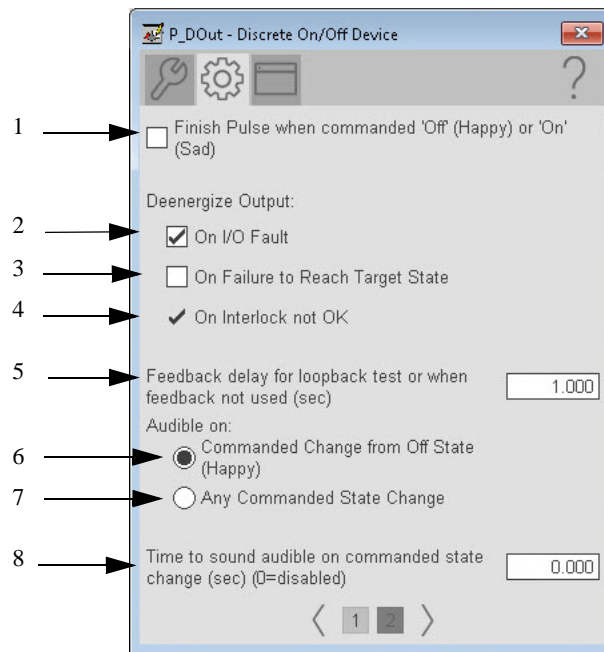 P_DOut - Discrete On/Off Device
1
Finish Pulse when commanded 'Off' (Happy) or 'On'
(Sad)
Deenergize Output:
2
On I/O Fault
3
On Failure to Reach Target State
4
On Interlock not OK
5
Feedback delay for loopback test or when
feedback not used (sec)
1.000
Audible on:
6
Commanded Change from Off State
(Happy)
7
Any Commanded State Change
8
Time to sound audible on commanded state
change (sec) (0=disabled)
0.000
1 2